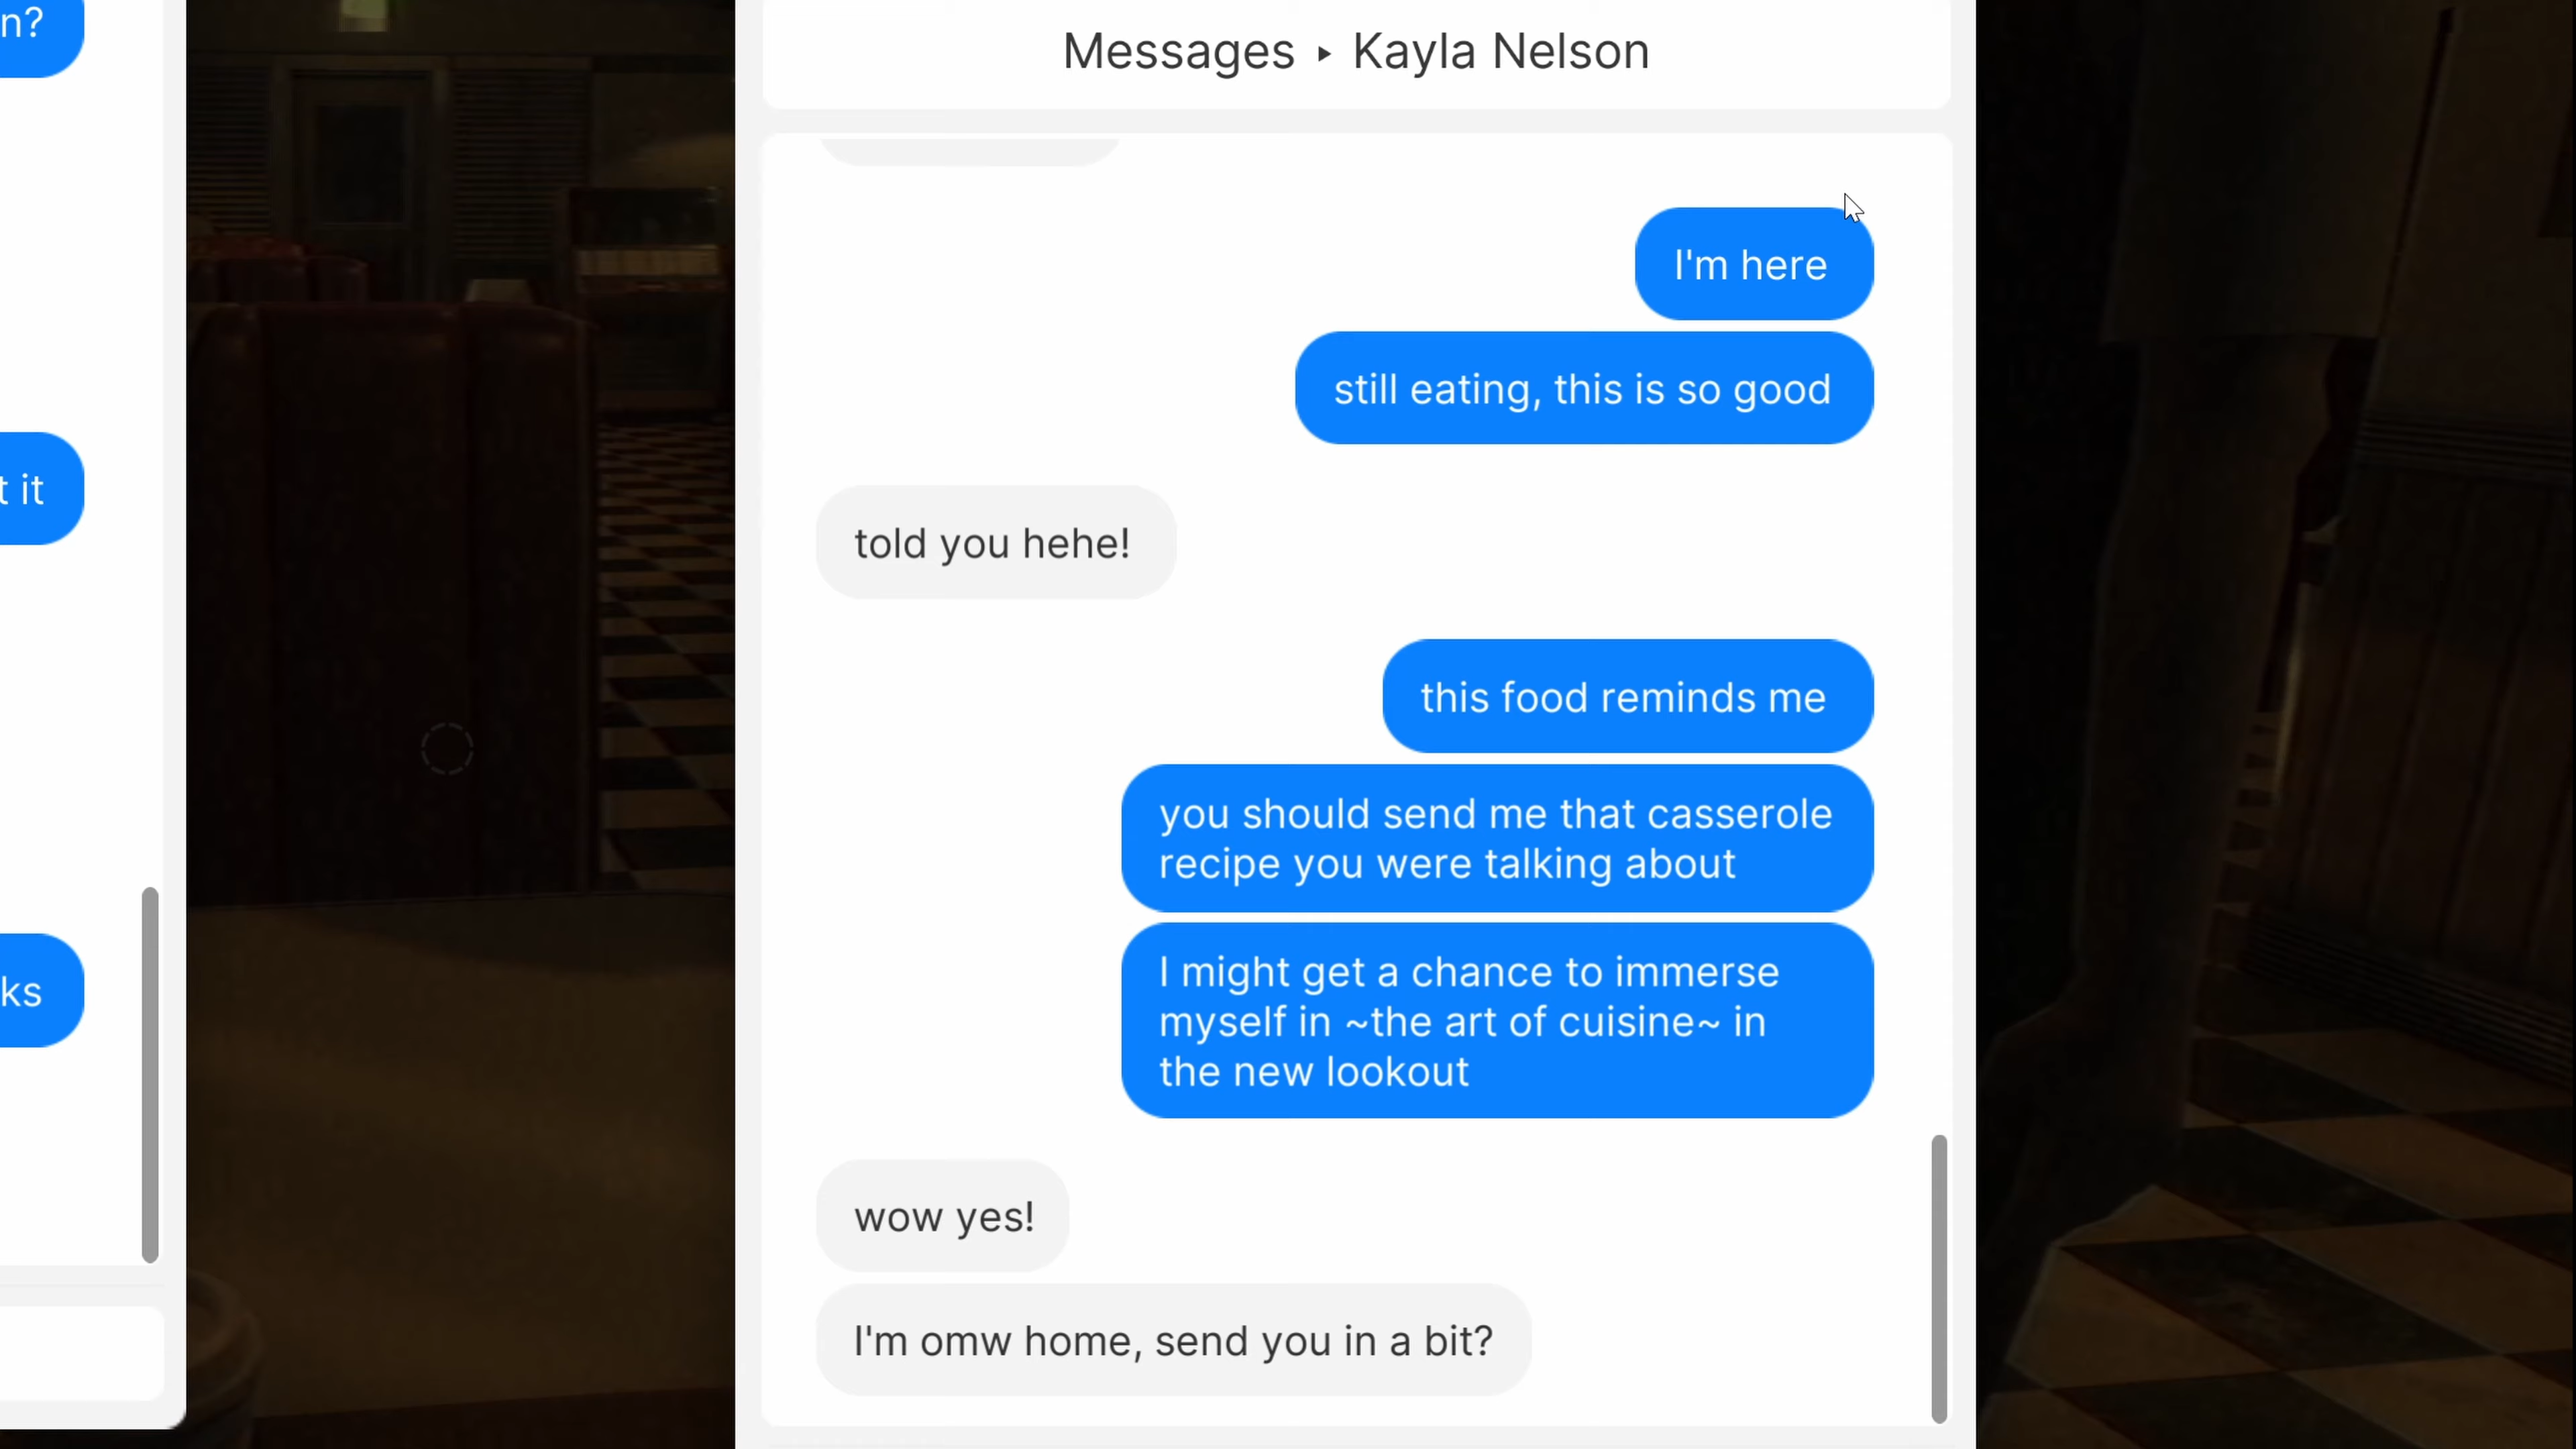 n?
t it
ks
Messages ▸ Kayla Nelson
I'm here
still eating, this is so good
told you hehe!
this food reminds me
you should send me that casserole
recipe you were talking about
I might get a chance to immerse
myself in ~the art of cuisine~ in
the new lookout
wow yes!
I'm omw home, send you in a bit?